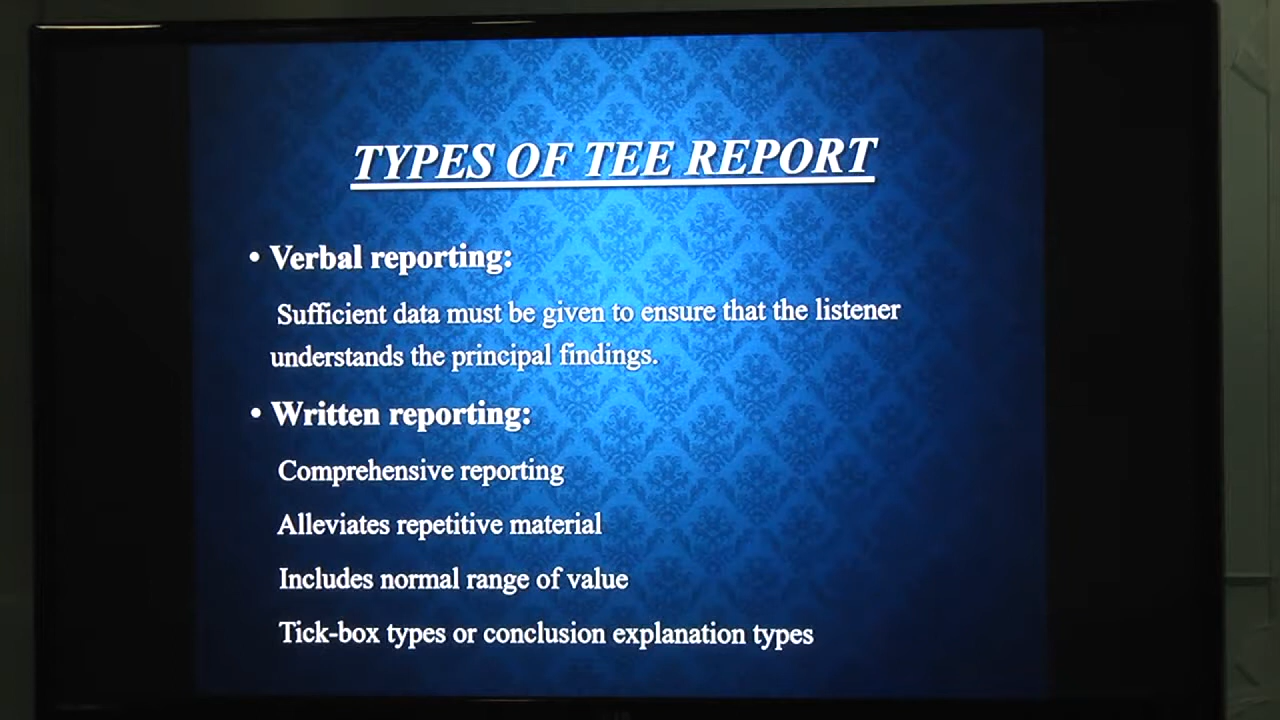 TYPES OF TEE REPORT
• Verbal reporting:
Sufficient data must be given to ensure that the listener
understands the principal findings.
• Written reporting:
Comprehensive reporting
Alleviates repetitive material
Includes normal range of value
Tick-box types or conclusion explanation types